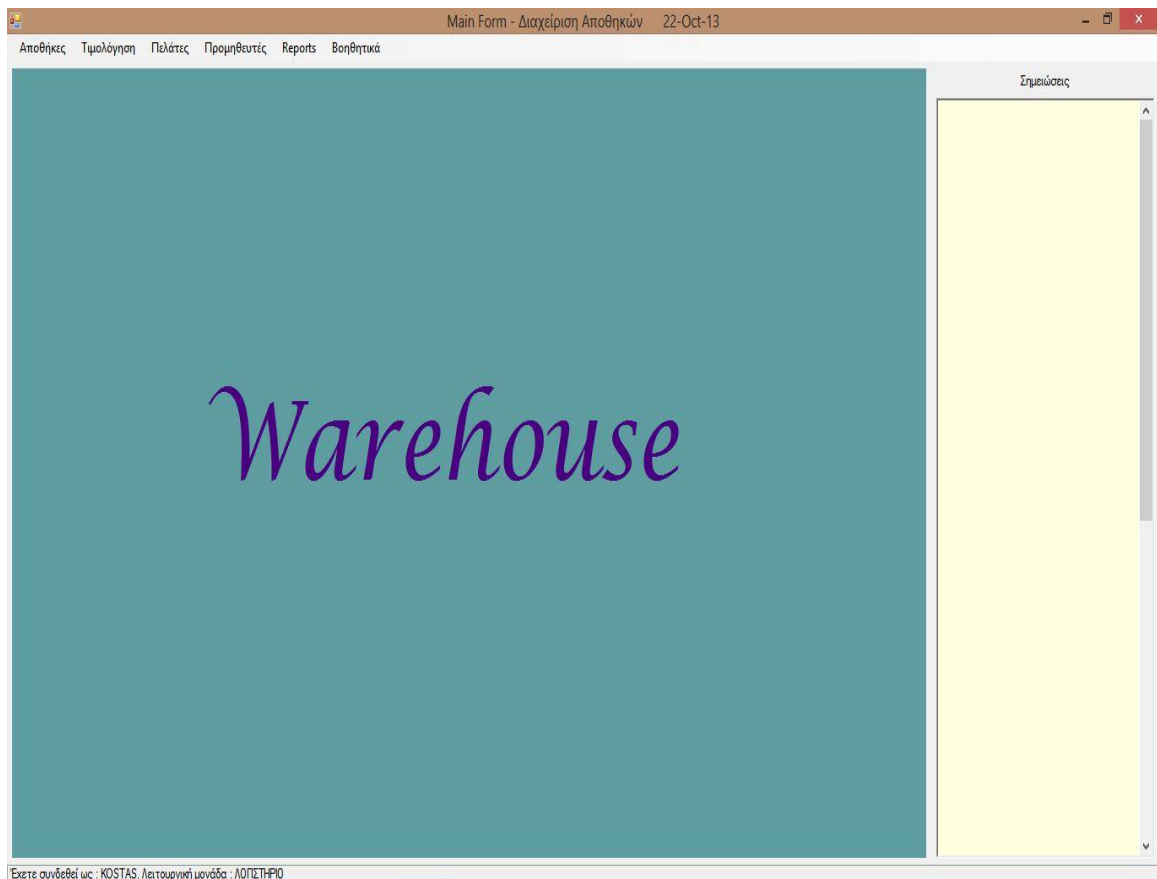 Main Form - Διαχείριση Αποθηκών 22-Oct-13
Αποθήκες Τιμολόγηση Πελάτες Προμηθευτές Reports Βοηθητικά
Σημειώσεις
Warehouse
Έχετε συνδεθεί ως : KOSTAS. Λειτουργική μονάδα : ΛΟΓΙΣΤΗΡΙΟ